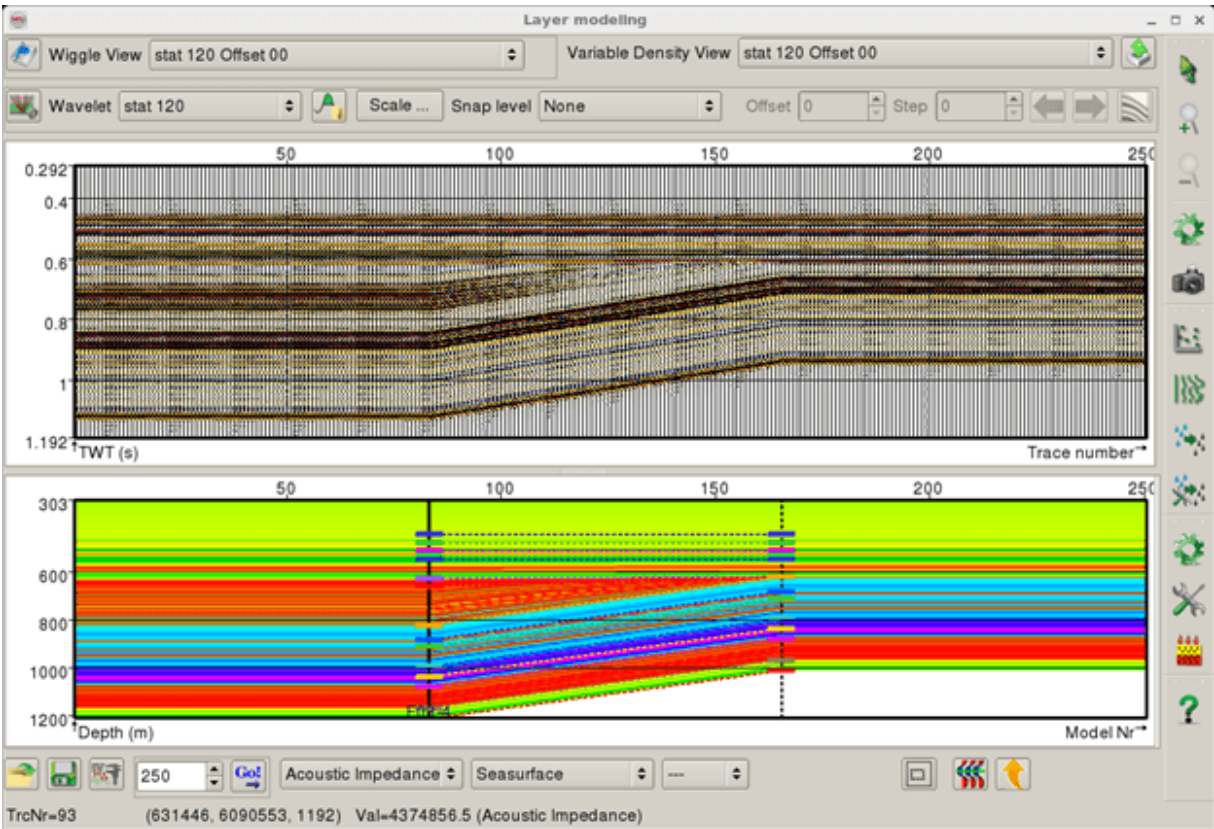 Layer modeling
Wiggle View stat 120 Offset 00 Variable Density View stat 120 Offset 00
Wavelet stat 120 Scale ... Snap level None Offset 0 Step 0
50 100 150 200 250
0.292
0.4
0.6
0.8
1
1.192
TWT (s) Trace number
50 100 150 200 250
303
600
800
1000
1200
Depth (m) Model Nr
250 Go! Acoustic Impedance Seasurface ---
TrcNr=93 (631446, 6090553, 1192) Val=4374856.5 (Acoustic Impedance)